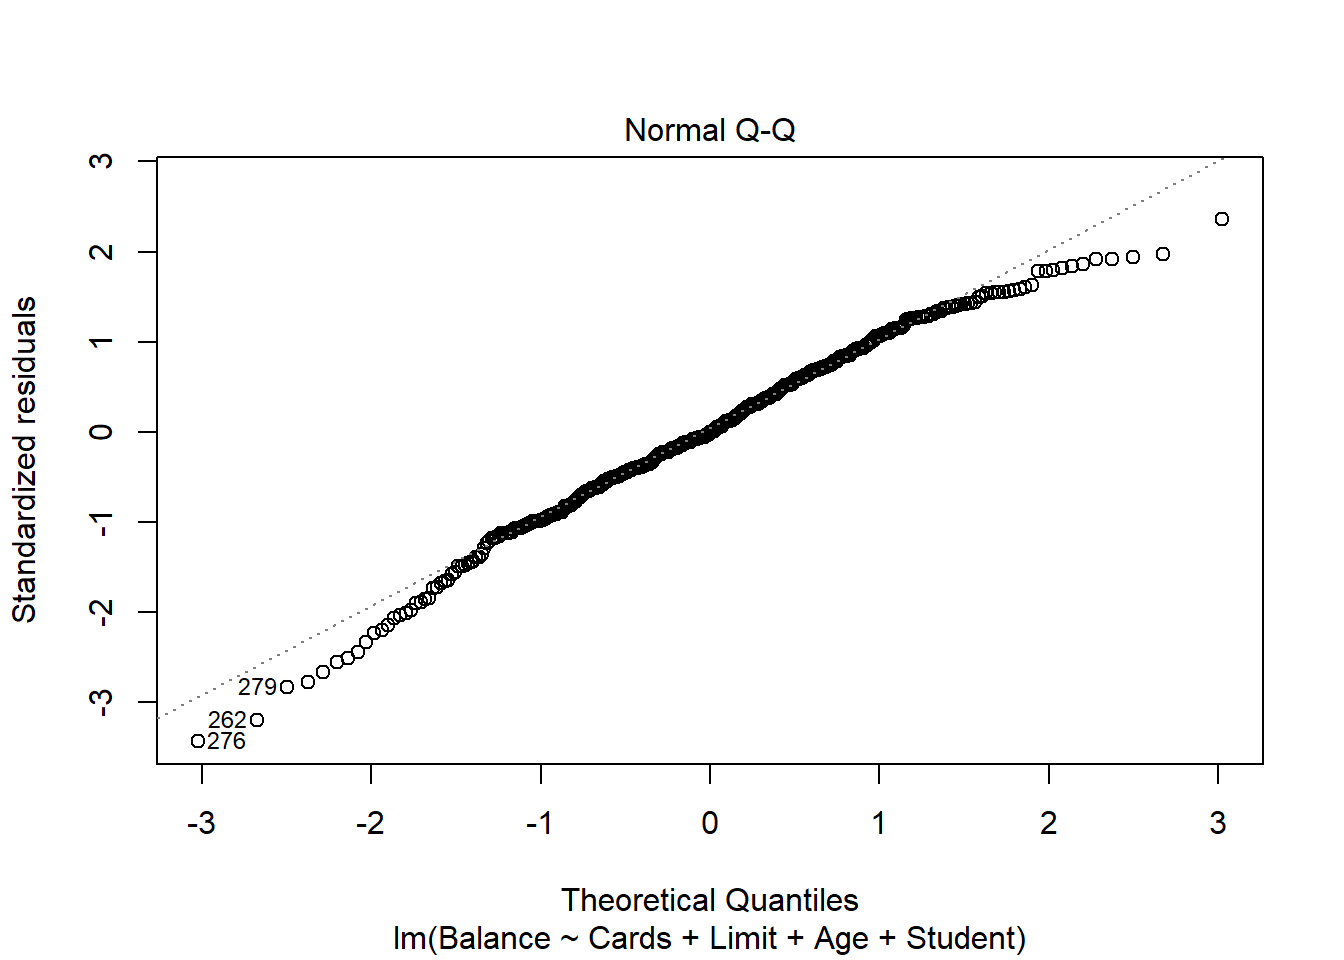 Normal Q-Q
Standardized residuals
3
2
1
0
-1
-2
-3
279
262
276
-3 -2 -1 0 1 2 3
Theoretical Quantiles
lm(Balance ~ Cards + Limit + Age + Student)